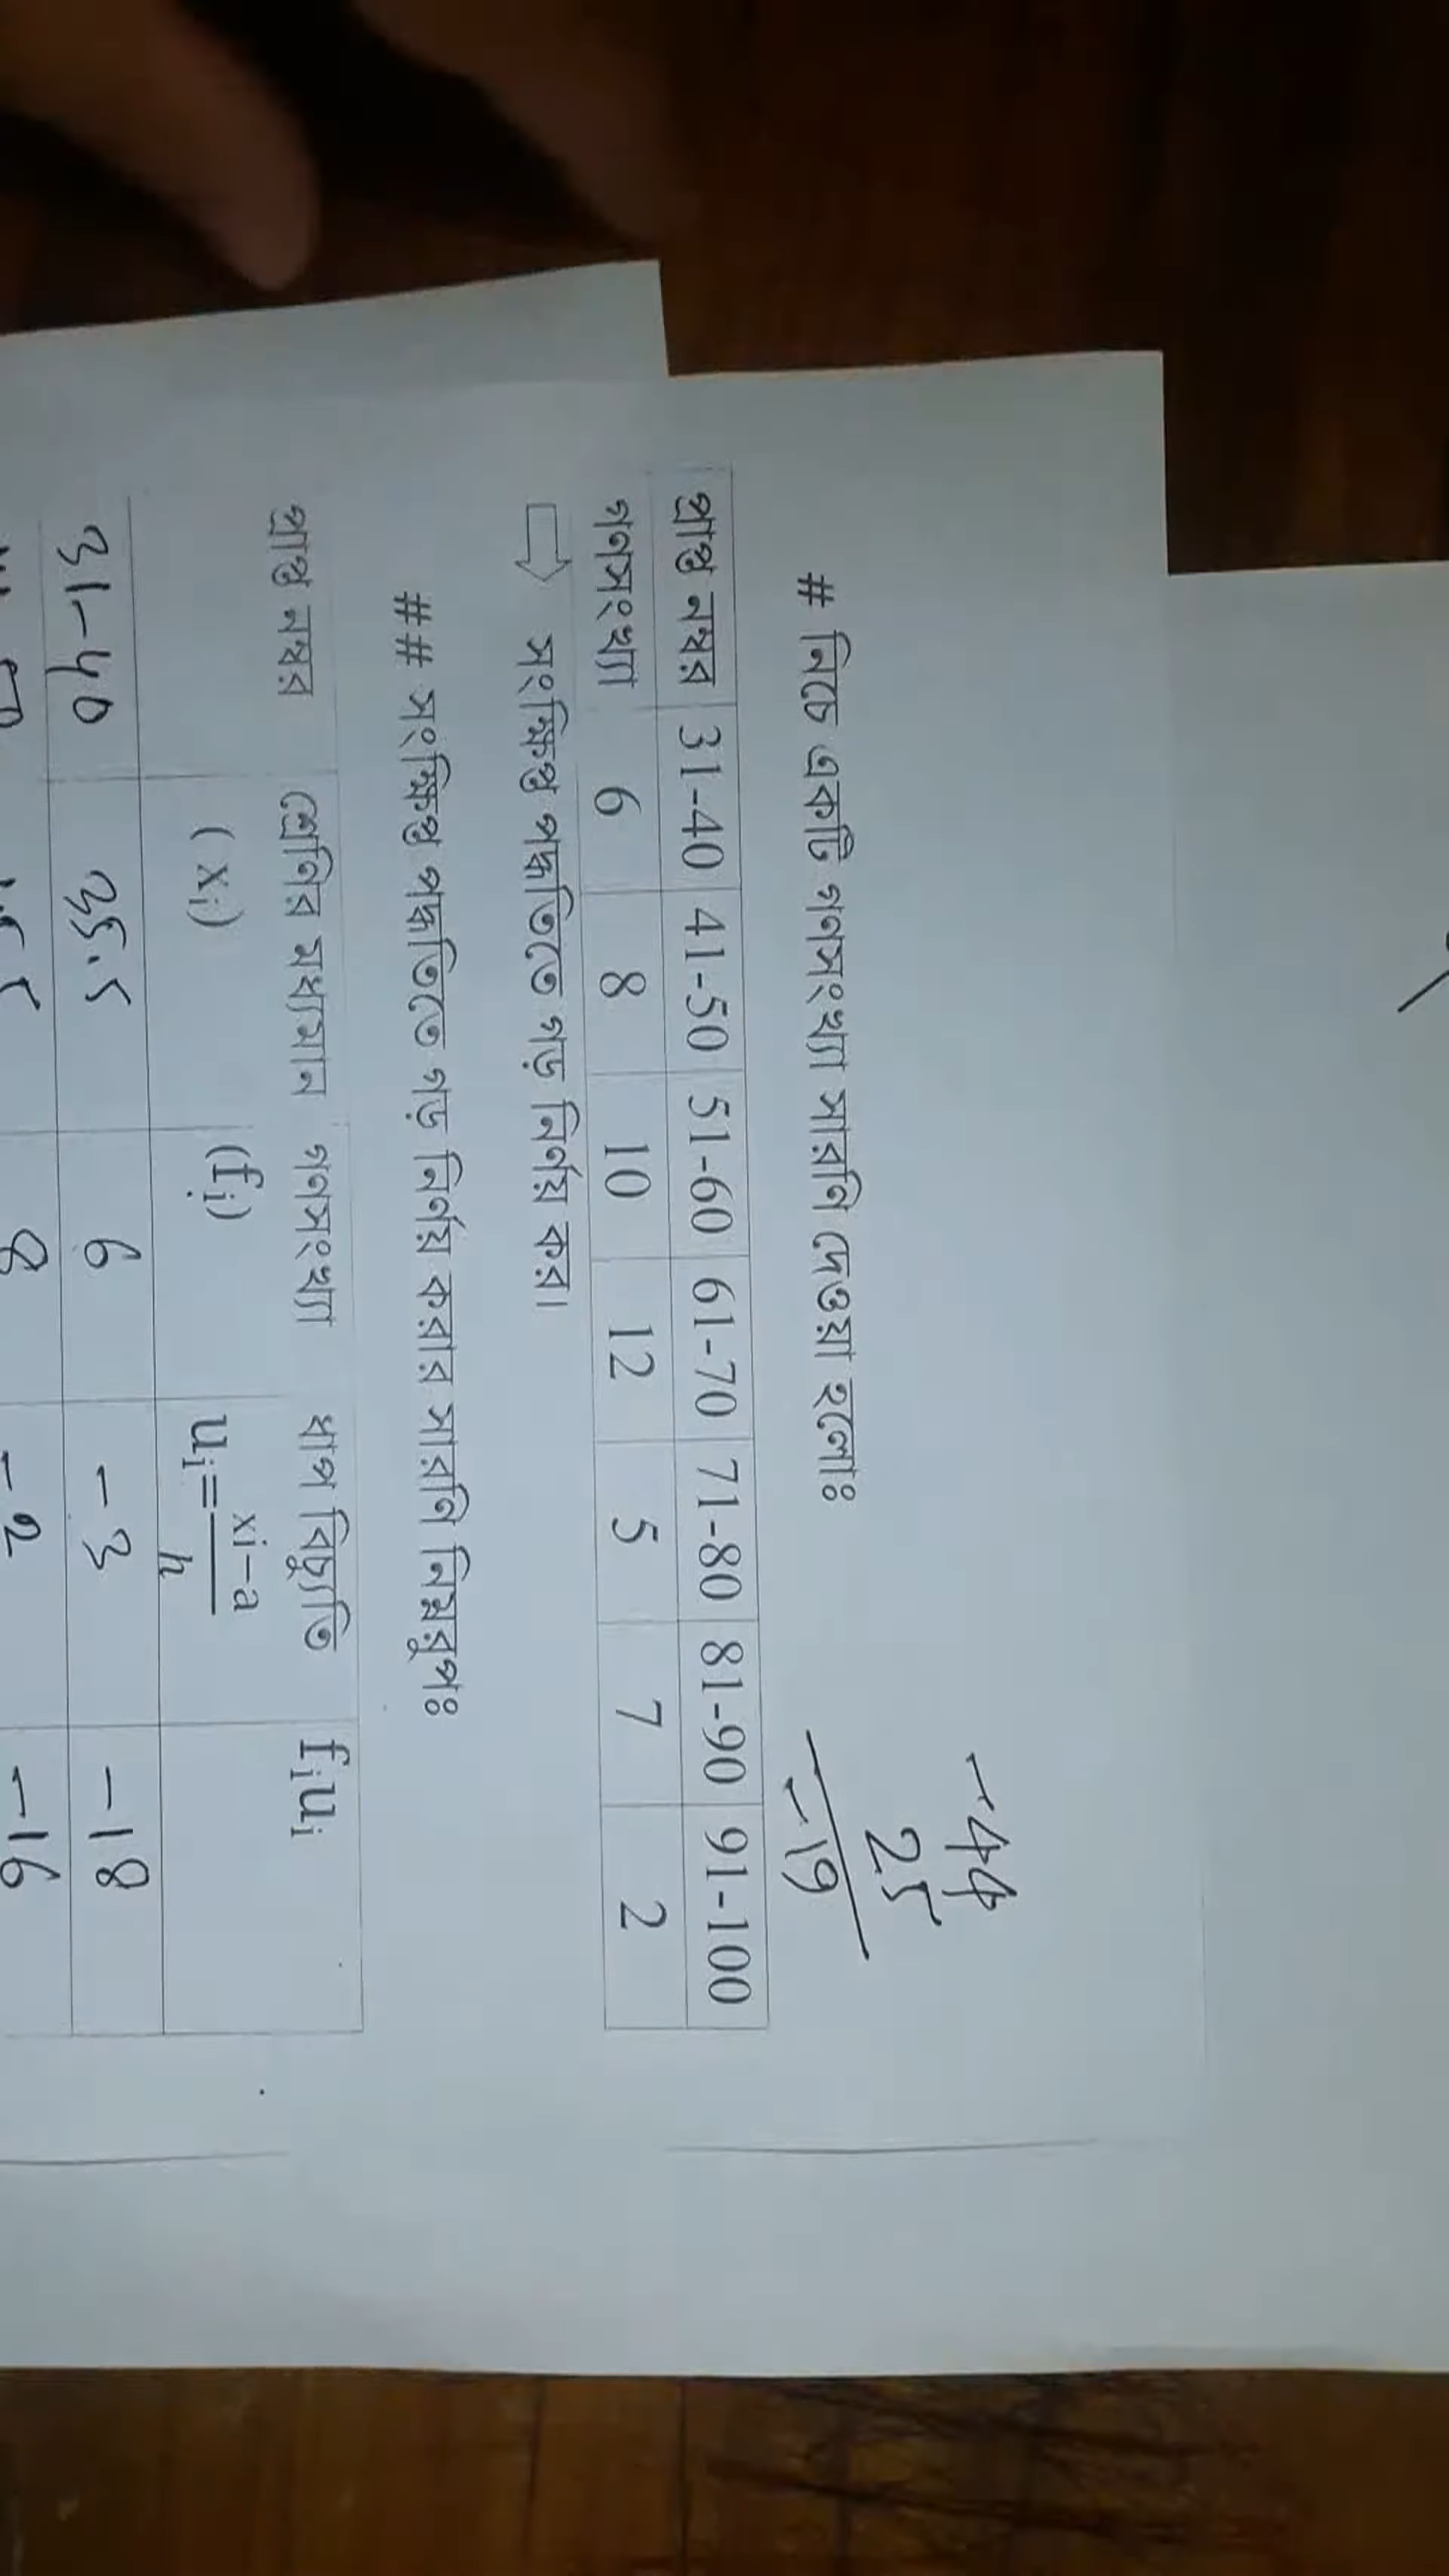 -44
25
-19
# নিচে একটি গণসংখ্যা সারণি দেওয়া হলোঃ
প্রাপ্ত নম্বর 31-40 41-50 51-60 61-70 71-80 81-90 91-100
গণসংখ্যা 6 8 10 12 5 7 2
⇨ সংক্ষিপ্ত পদ্ধতিতে গড় নির্ণয় কর।
## সংক্ষিপ্ত পদ্ধতিতে গড় নির্ণয় করার সারণি নিম্নরুপঃ
প্রাপ্ত নম্বর শ্রেণির মধ্যমান গণসংখ্যা ধাপ বিচ্যুতি fᵢuᵢ
(xᵢ) (fᵢ) uᵢ= xi-a / h
31-40 35.5 6 -3 -18
8 -2 -16